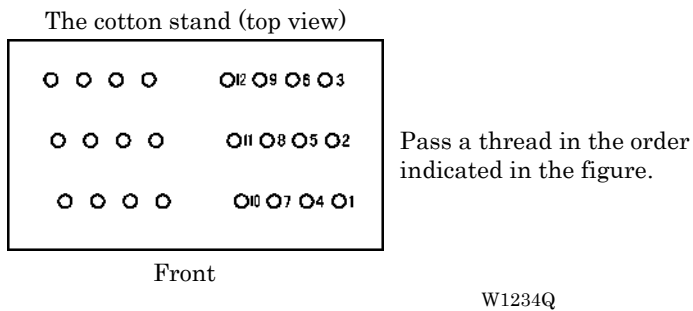 The cotton stand (top view)
12 9 6 3
11 8 5 2
10 7 4 1
Pass a thread in the order
indicated in the figure.
Front
W1234Q